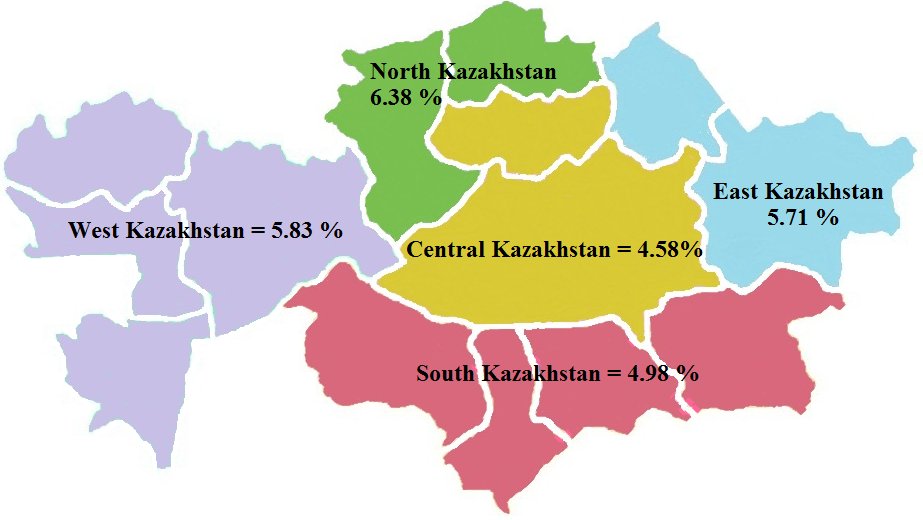 North Kazakhstan
6.38 %
East Kazakhstan
5.71 %
West Kazakhstan = 5.83 %
Central Kazakhstan = 4.58%
South Kazakhstan = 4.98 %